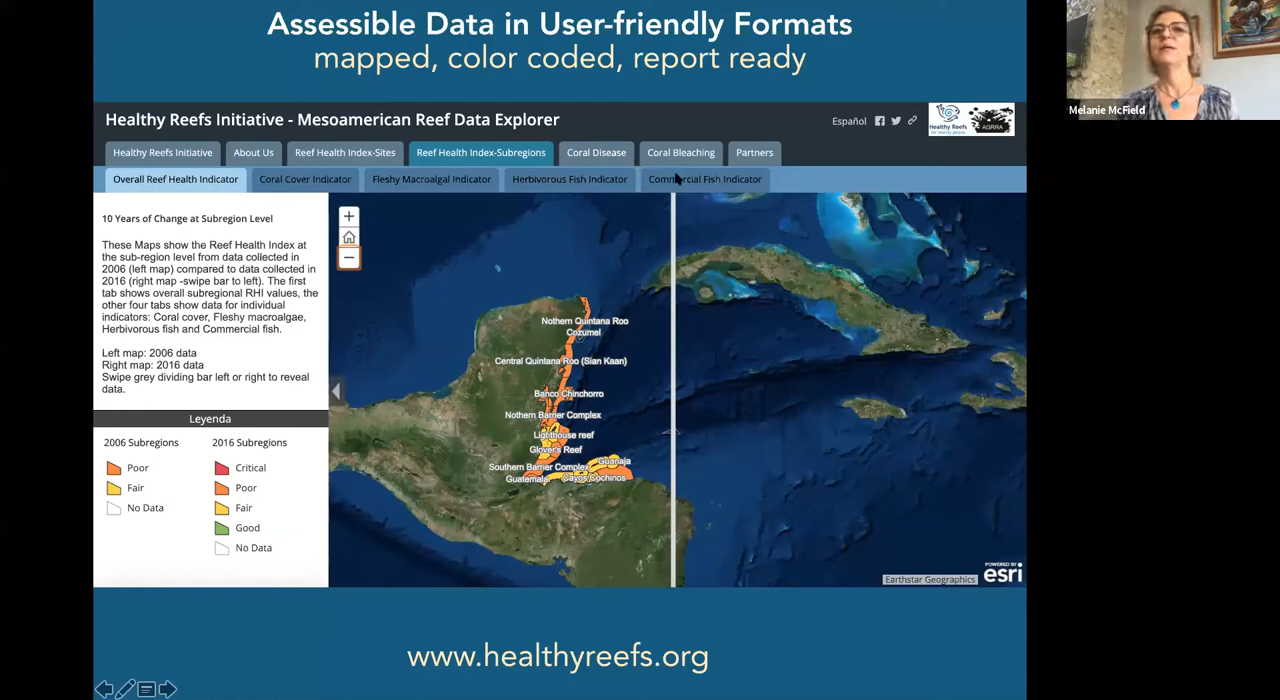 Assessible Data in User-friendly Formats
mapped, color coded, report ready
Melanie McField
Healthy Reefs Initiative - Mesoamerican Reef Data Explorer
Español
Healthy Reefs
for healthy people
AGRRA
Healthy Reefs Initiative
About Us
Reef Health Index-Sites
Reef Health Index-Subregions
Coral Disease
Coral Bleaching
Partners
Overall Reef Health Indicator
Coral Cover Indicator
Fleshy Macroalgal Indicator
Herbivorous Fish Indicator
Commercial Fish Indicator
10 Years of Change at Subregion Level
These Maps show the Reef Health Index at
the sub-region level from data collected in
2006 (left map) compared to data collected in
2016 (right map -swipe bar to left). The first
tab shows overall subregional RHI values, the
other four tabs show data for individual
indicators: Coral cover, Fleshy macroalgae,
Herbivorous fish and Commercial fish.
Left map: 2006 data
Right map: 2016 data
Swipe grey dividing bar left or right to reveal
data.
Leyenda
2006 Subregions
Poor
Fair
No Data
2016 Subregions
Critical
Poor
Fair
Good
No Data
Nothern Quintana Roo
Cozumel
Central Quintana Roo (Sian Kaan)
Banco Chinchorro
Nothern Barrier Complex
Lighthouse reef
Glover's Reef
Guanaja
Southern Barrier Complex
Guatemala
Cayos Cochinos
Earthstar Geographics
POWERED BY
esri
www.healthyreefs.org